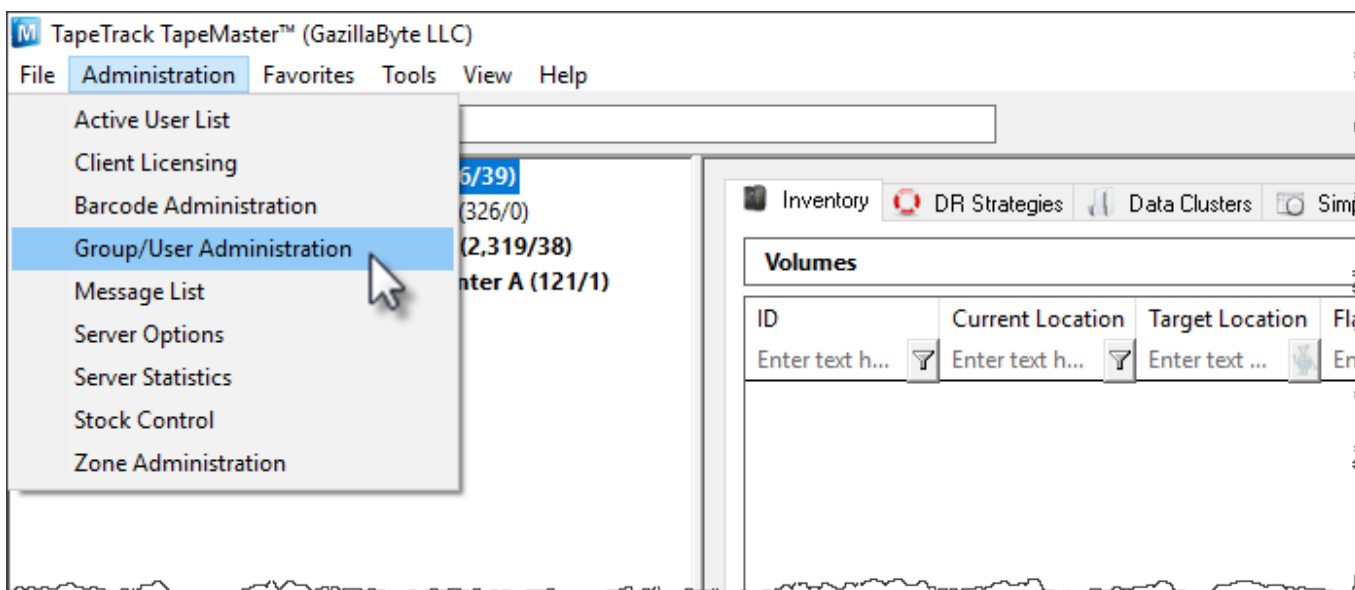 TapeTrack TapeMaster™ (GazillaByte LLC)
File Administration Favorites Tools View Help
Active User List
Client Licensing
Barcode Administration
Group/User Administration
Message List
Server Options
Server Statistics
Stock Control
Zone Administration
6/39)
(326/0)
(2,319/38)
nter A (121/1)
Inventory DR Strategies Data Clusters Sim
Volumes
ID Current Location Target Location Fla
Enter text h... Enter text h... Enter text ... En